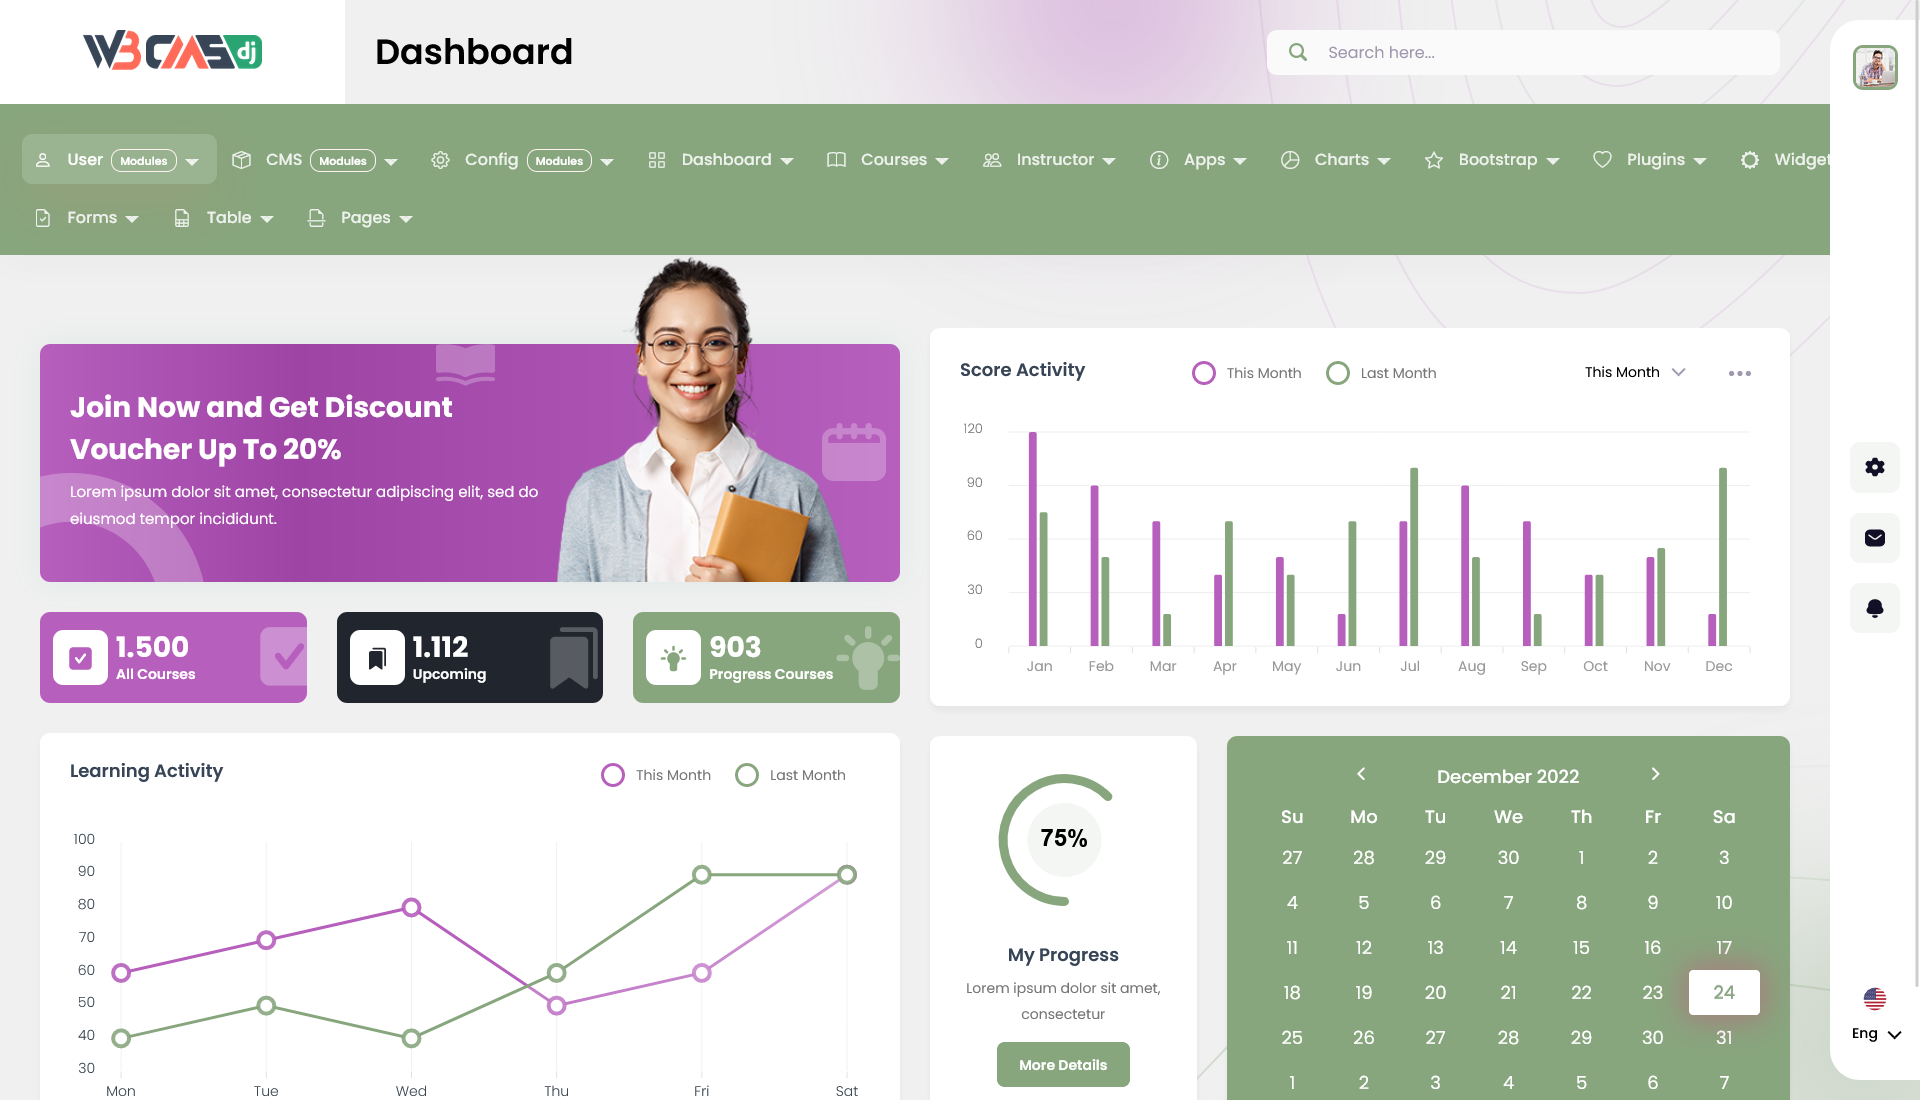 W3CMSdj
Dashboard
Search here...
User Modules
CMS Modules
Config Modules
Dashboard
Courses
Instructor
Apps
Charts
Bootstrap
Plugins
Widget
Forms
Table
Pages
Join Now and Get Discount
Voucher Up To 20%
Lorem ipsum dolor sit amet, consectetur adipiscing elit, sed do
eiusmod tempor incididunt.
1.500
All Courses
1.112
Upcoming
903
Progress Courses
Score Activity
This Month
Last Month
This Month
120
90
60
30
0
Jan Feb Mar Apr May Jun Jul Aug Sep Oct Nov Dec
Learning Activity
This Month
Last Month
100
90
80
70
60
50
40
30
Mon Tue Wed Thu Fri Sat
75%
My Progress
Lorem ipsum dolor sit amet,
consectetur
More Details
December 2022
Su Mo Tu We Th Fr Sa
27 28 29 30 1 2 3
4 5 6 7 8 9 10
11 12 13 14 15 16 17
18 19 20 21 22 23 24
25 26 27 28 29 30 31
1 2 3 4 5 6 7
Eng